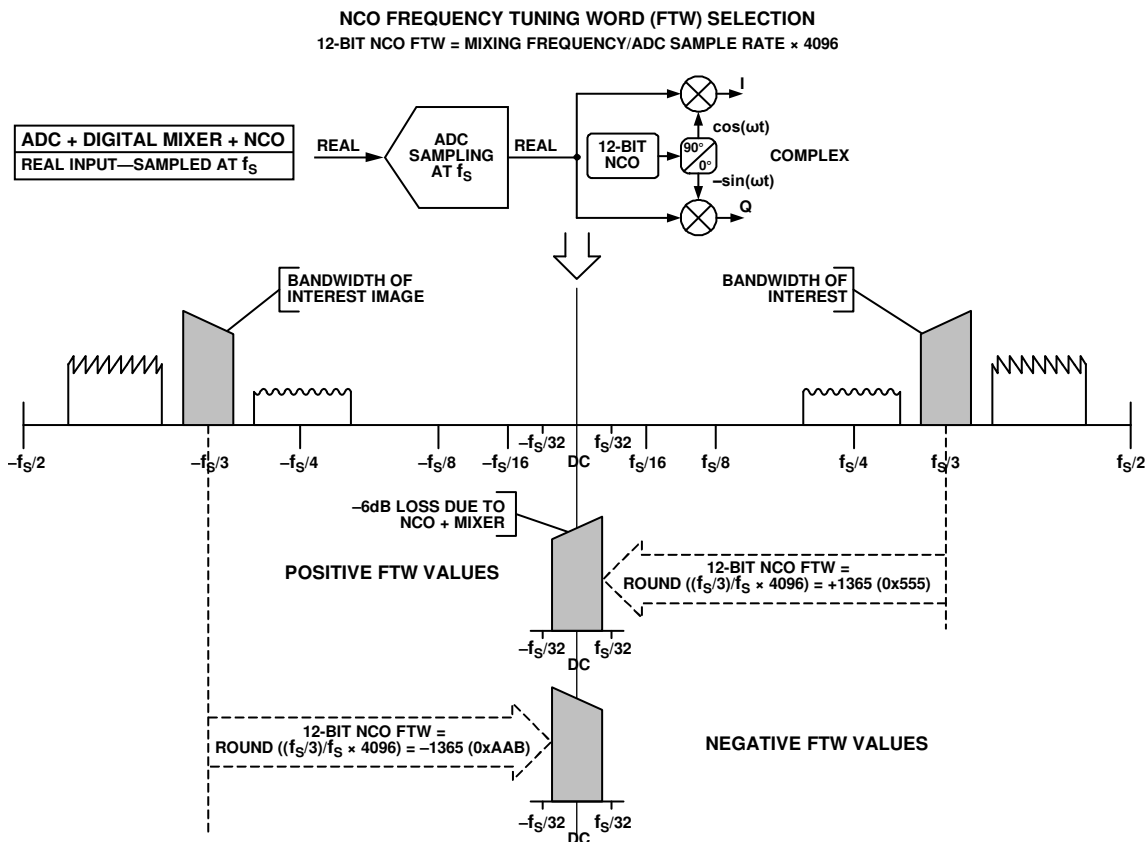 NCO FREQUENCY TUNING WORD (FTW) SELECTION
12-BIT NCO FTW = MIXING FREQUENCY/ADC SAMPLE RATE × 4096
ADC + DIGITAL MIXER + NCO
REAL INPUT—SAMPLED AT fS
REAL
ADC
SAMPLING
AT fS
REAL
12-BIT
NCO
90°
0°
I
cos(ωt)
COMPLEX
–sin(ωt)
Q
BANDWIDTH OF
INTEREST IMAGE
BANDWIDTH OF
INTEREST
–fS/2
–fS/3
–fS/4
–fS/8
–fS/16
–fS/32
DC
fS/32
fS/16
fS/8
fS/4
fS/3
fS/2
–6dB LOSS DUE TO
NCO + MIXER
POSITIVE FTW VALUES
12-BIT NCO FTW =
ROUND ((fS/3)/fS × 4096) = +1365 (0x555)
–fS/32
DC
fS/32
12-BIT NCO FTW =
ROUND ((fS/3)/fS × 4096) = –1365 (0xAAB)
NEGATIVE FTW VALUES
–fS/32
DC
fS/32